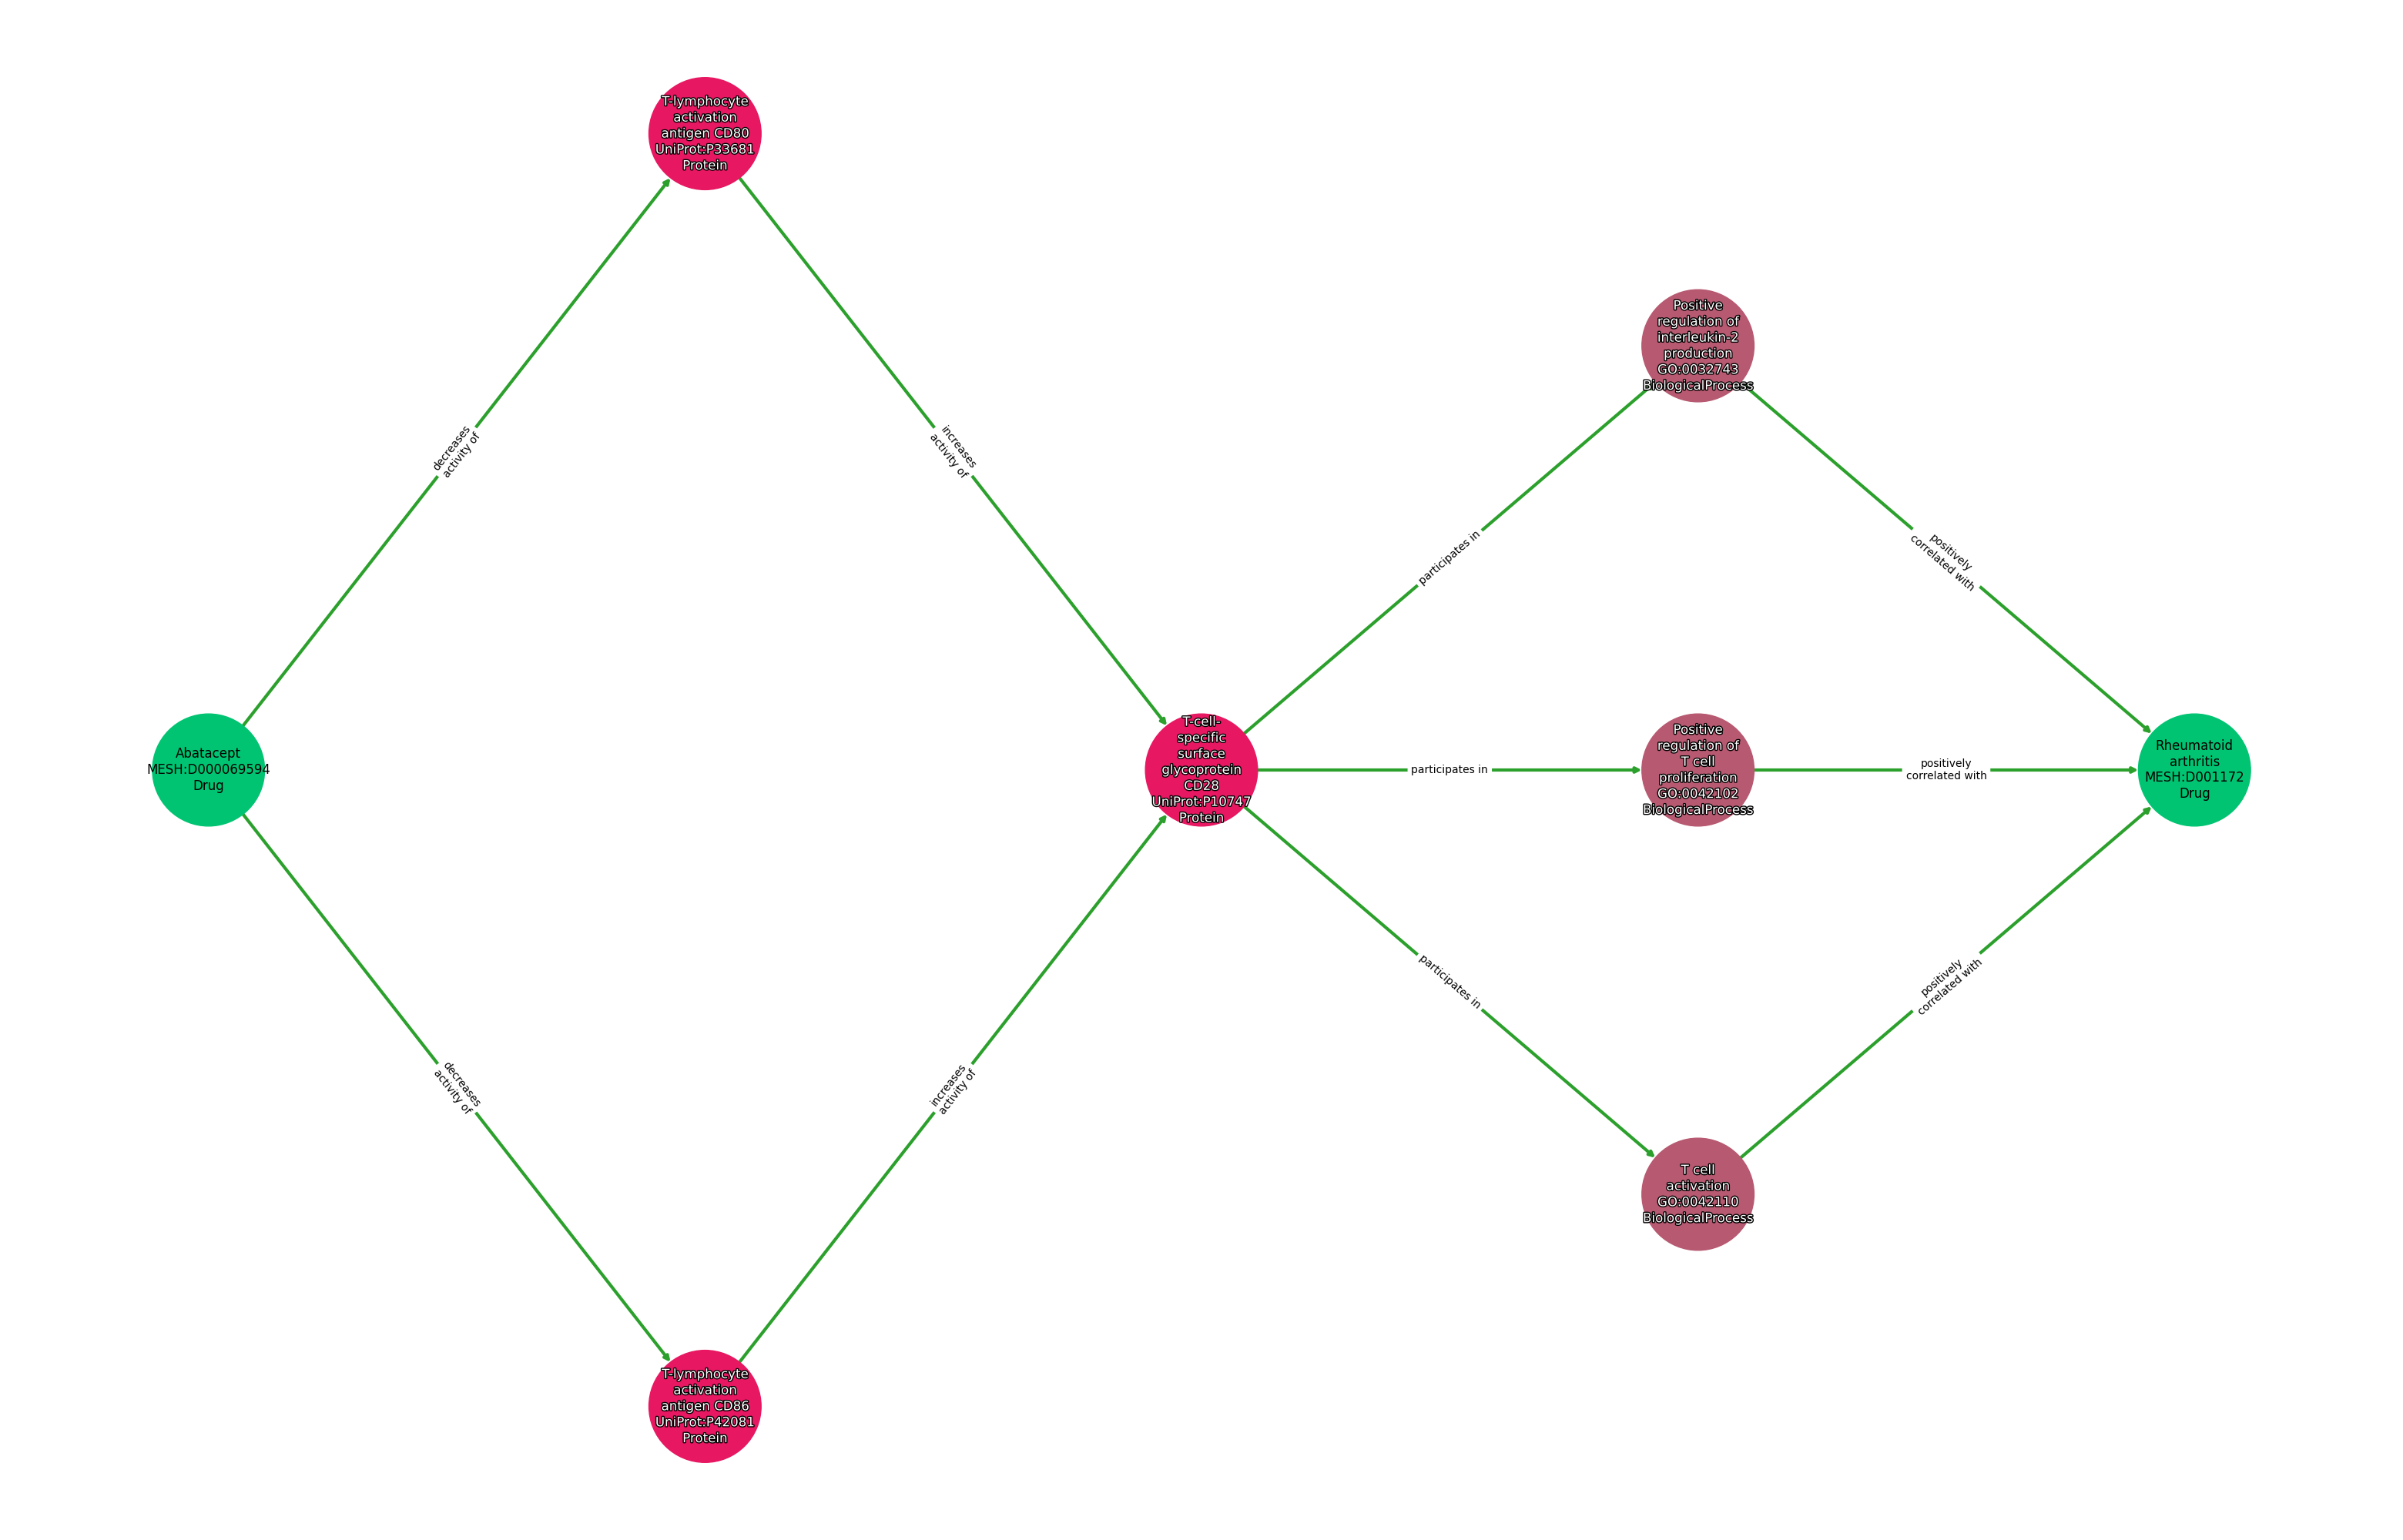 T-lymphocyte
activation
antigen CD80
UniProt:P33681
Protein
Positive
regulation of
interleukin-2
production
GO:0032743
BiologicalProcess
decreases
activity of
increases
activity of
participates in
positively
correlated with
Abatacept
MESH:D000069594
Drug
T-cell-
specific
surface
glycoprotein
CD28
UniProt:P10747
Protein
participates in
Positive
regulation of
T cell
proliferation
GO:0042102
BiologicalProcess
positively
correlated with
Rheumatoid
arthritis
MESH:D001172
Drug
participates in
positively
correlated with
decreases
activity of
increases
activity of
T cell
activation
GO:0042110
BiologicalProcess
T-lymphocyte
activation
antigen CD86
UniProt:P42081
Protein